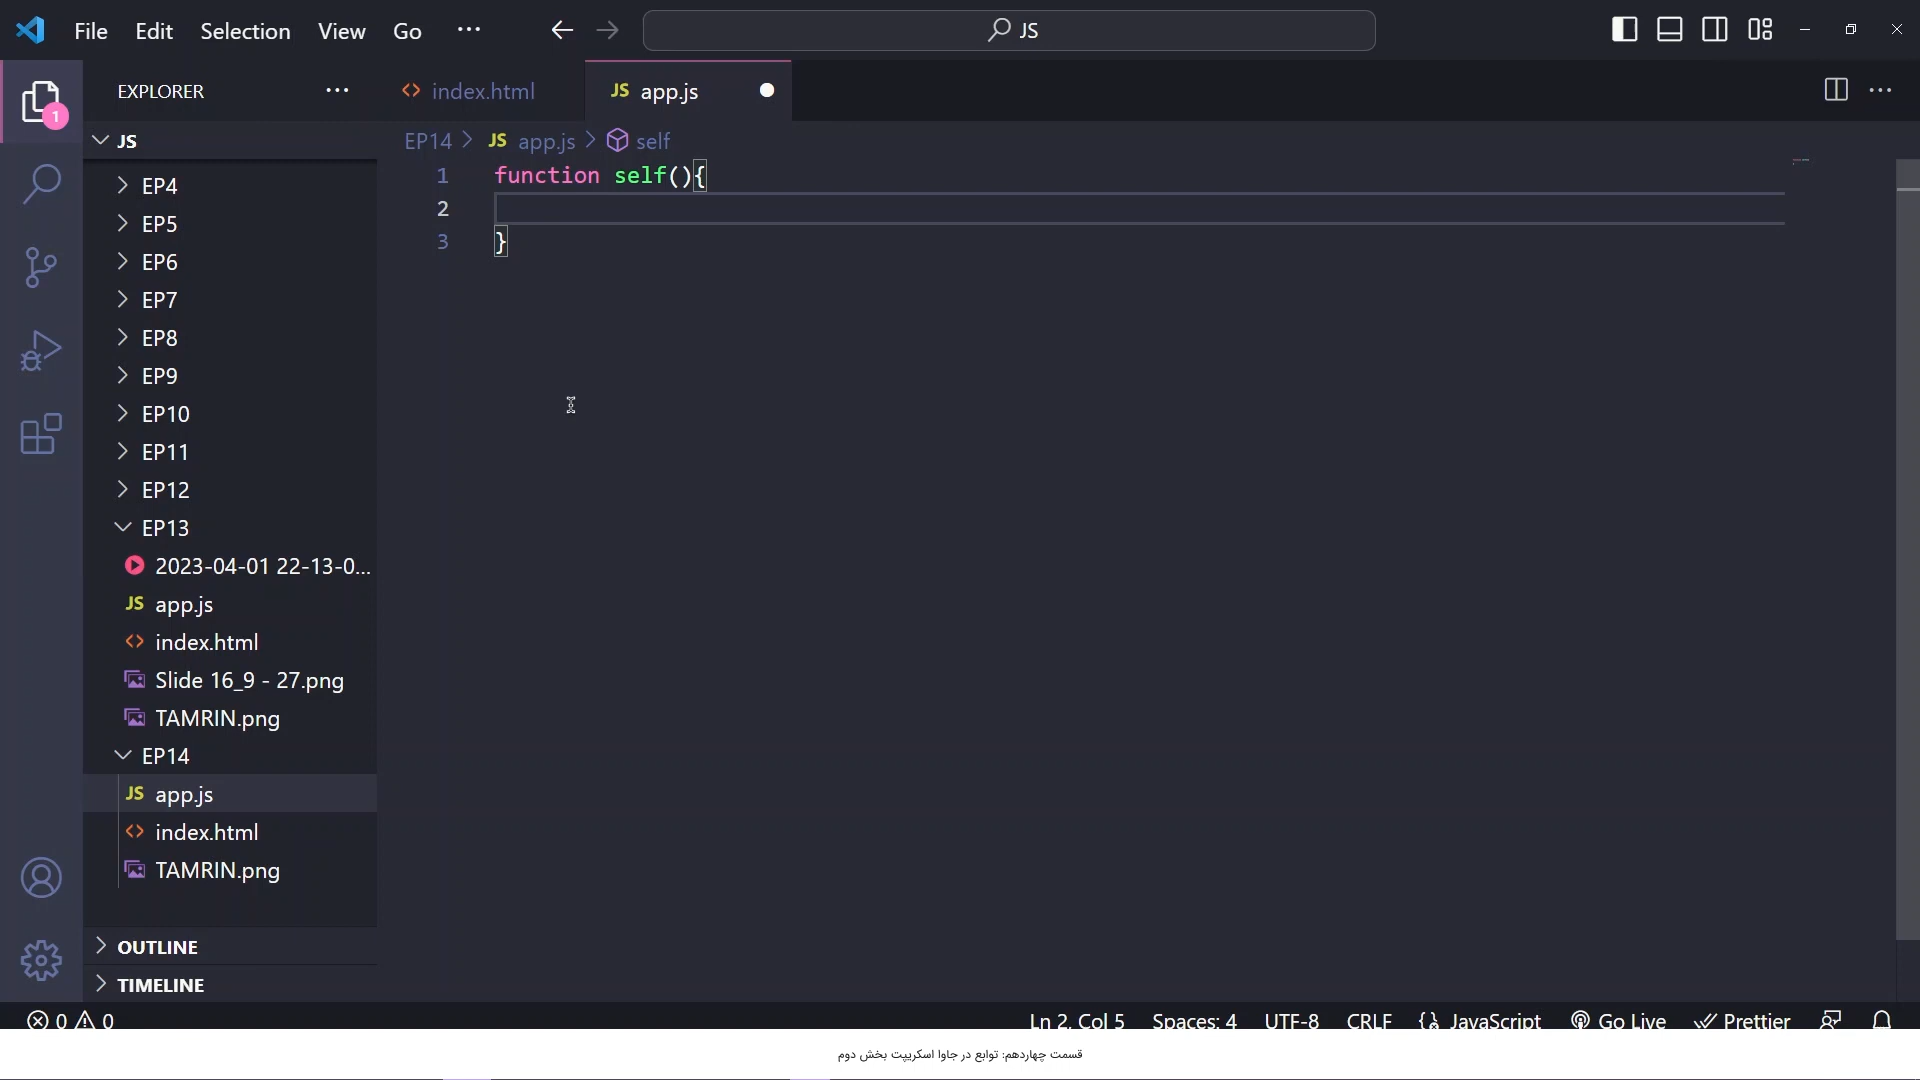 File Edit Selection View Go ··· JS
EXPLORER ···
index.html
JS app.js
JS
EP14 > JS app.js > self
EP4
EP5
EP6
EP7
EP8
EP9
EP10
EP11
EP12
EP13
2023-04-01 22-13-0...
JS app.js
index.html
Slide 16_9 - 27.png
TAMRIN.png
EP14
JS app.js
index.html
TAMRIN.png
OUTLINE
TIMELINE
1 function self(){
2
3 }
1
0 0 Ln 2, Col 5 Spaces: 4 UTF-8 CRLF {} JavaScript Go Live Prettier
قسمت چهاردهم: توابع در جاوا اسکریپت بخش دوم